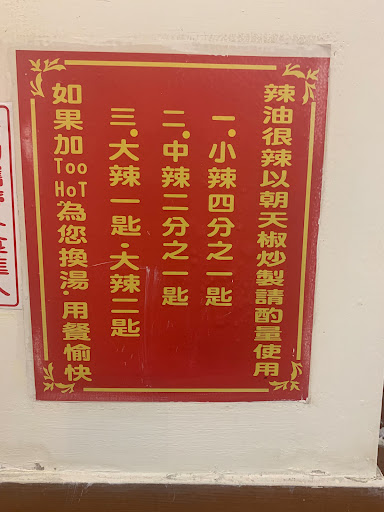 辣油很辣以朝天椒炒製請酌量使用
一.小辣四分之一匙
二.中辣二分之一匙
三.大辣一匙.大辣二匙
如果加Too HoT為您換湯.用餐愉快